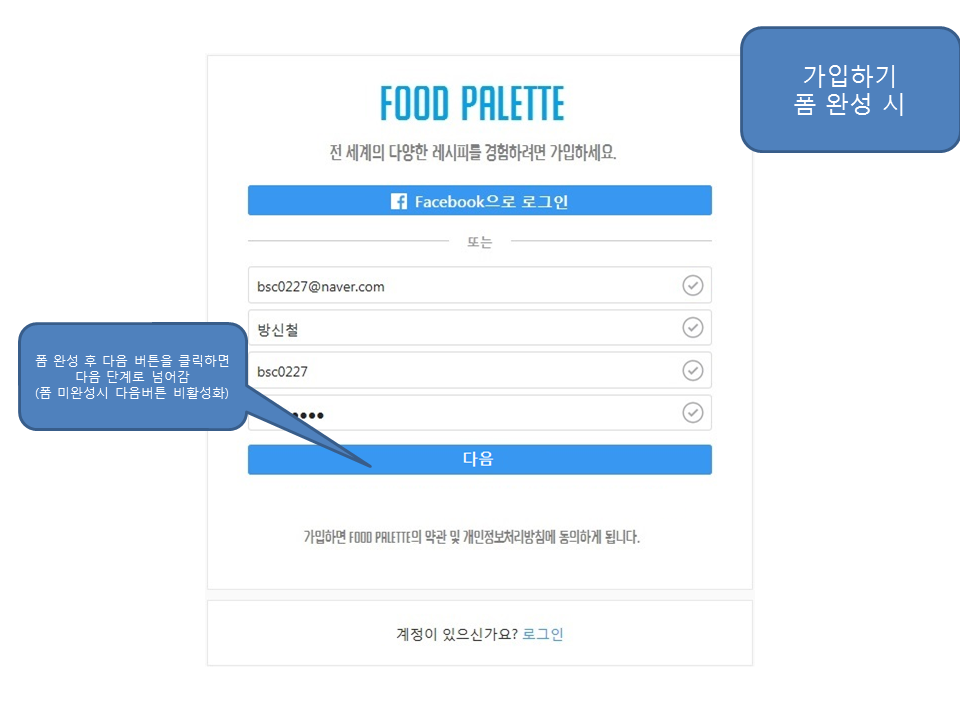 가입하기
폼 완성 시
FOOD PALETTE
전 세계의 다양한 레시피를 경험하려면 가입하세요.
Facebook으로 로그인
또는
bsc0227@naver.com
방신철
bsc0227
폼 완성 후 다음 버튼을 클릭하면
다음 단계로 넘어감
(폼 미완성시 다음버튼 비활성화)
다음
가입하면 FOOD PALETTE의 약관 및 개인정보처리방침에 동의하게 됩니다.
계정이 있으신가요? 로그인